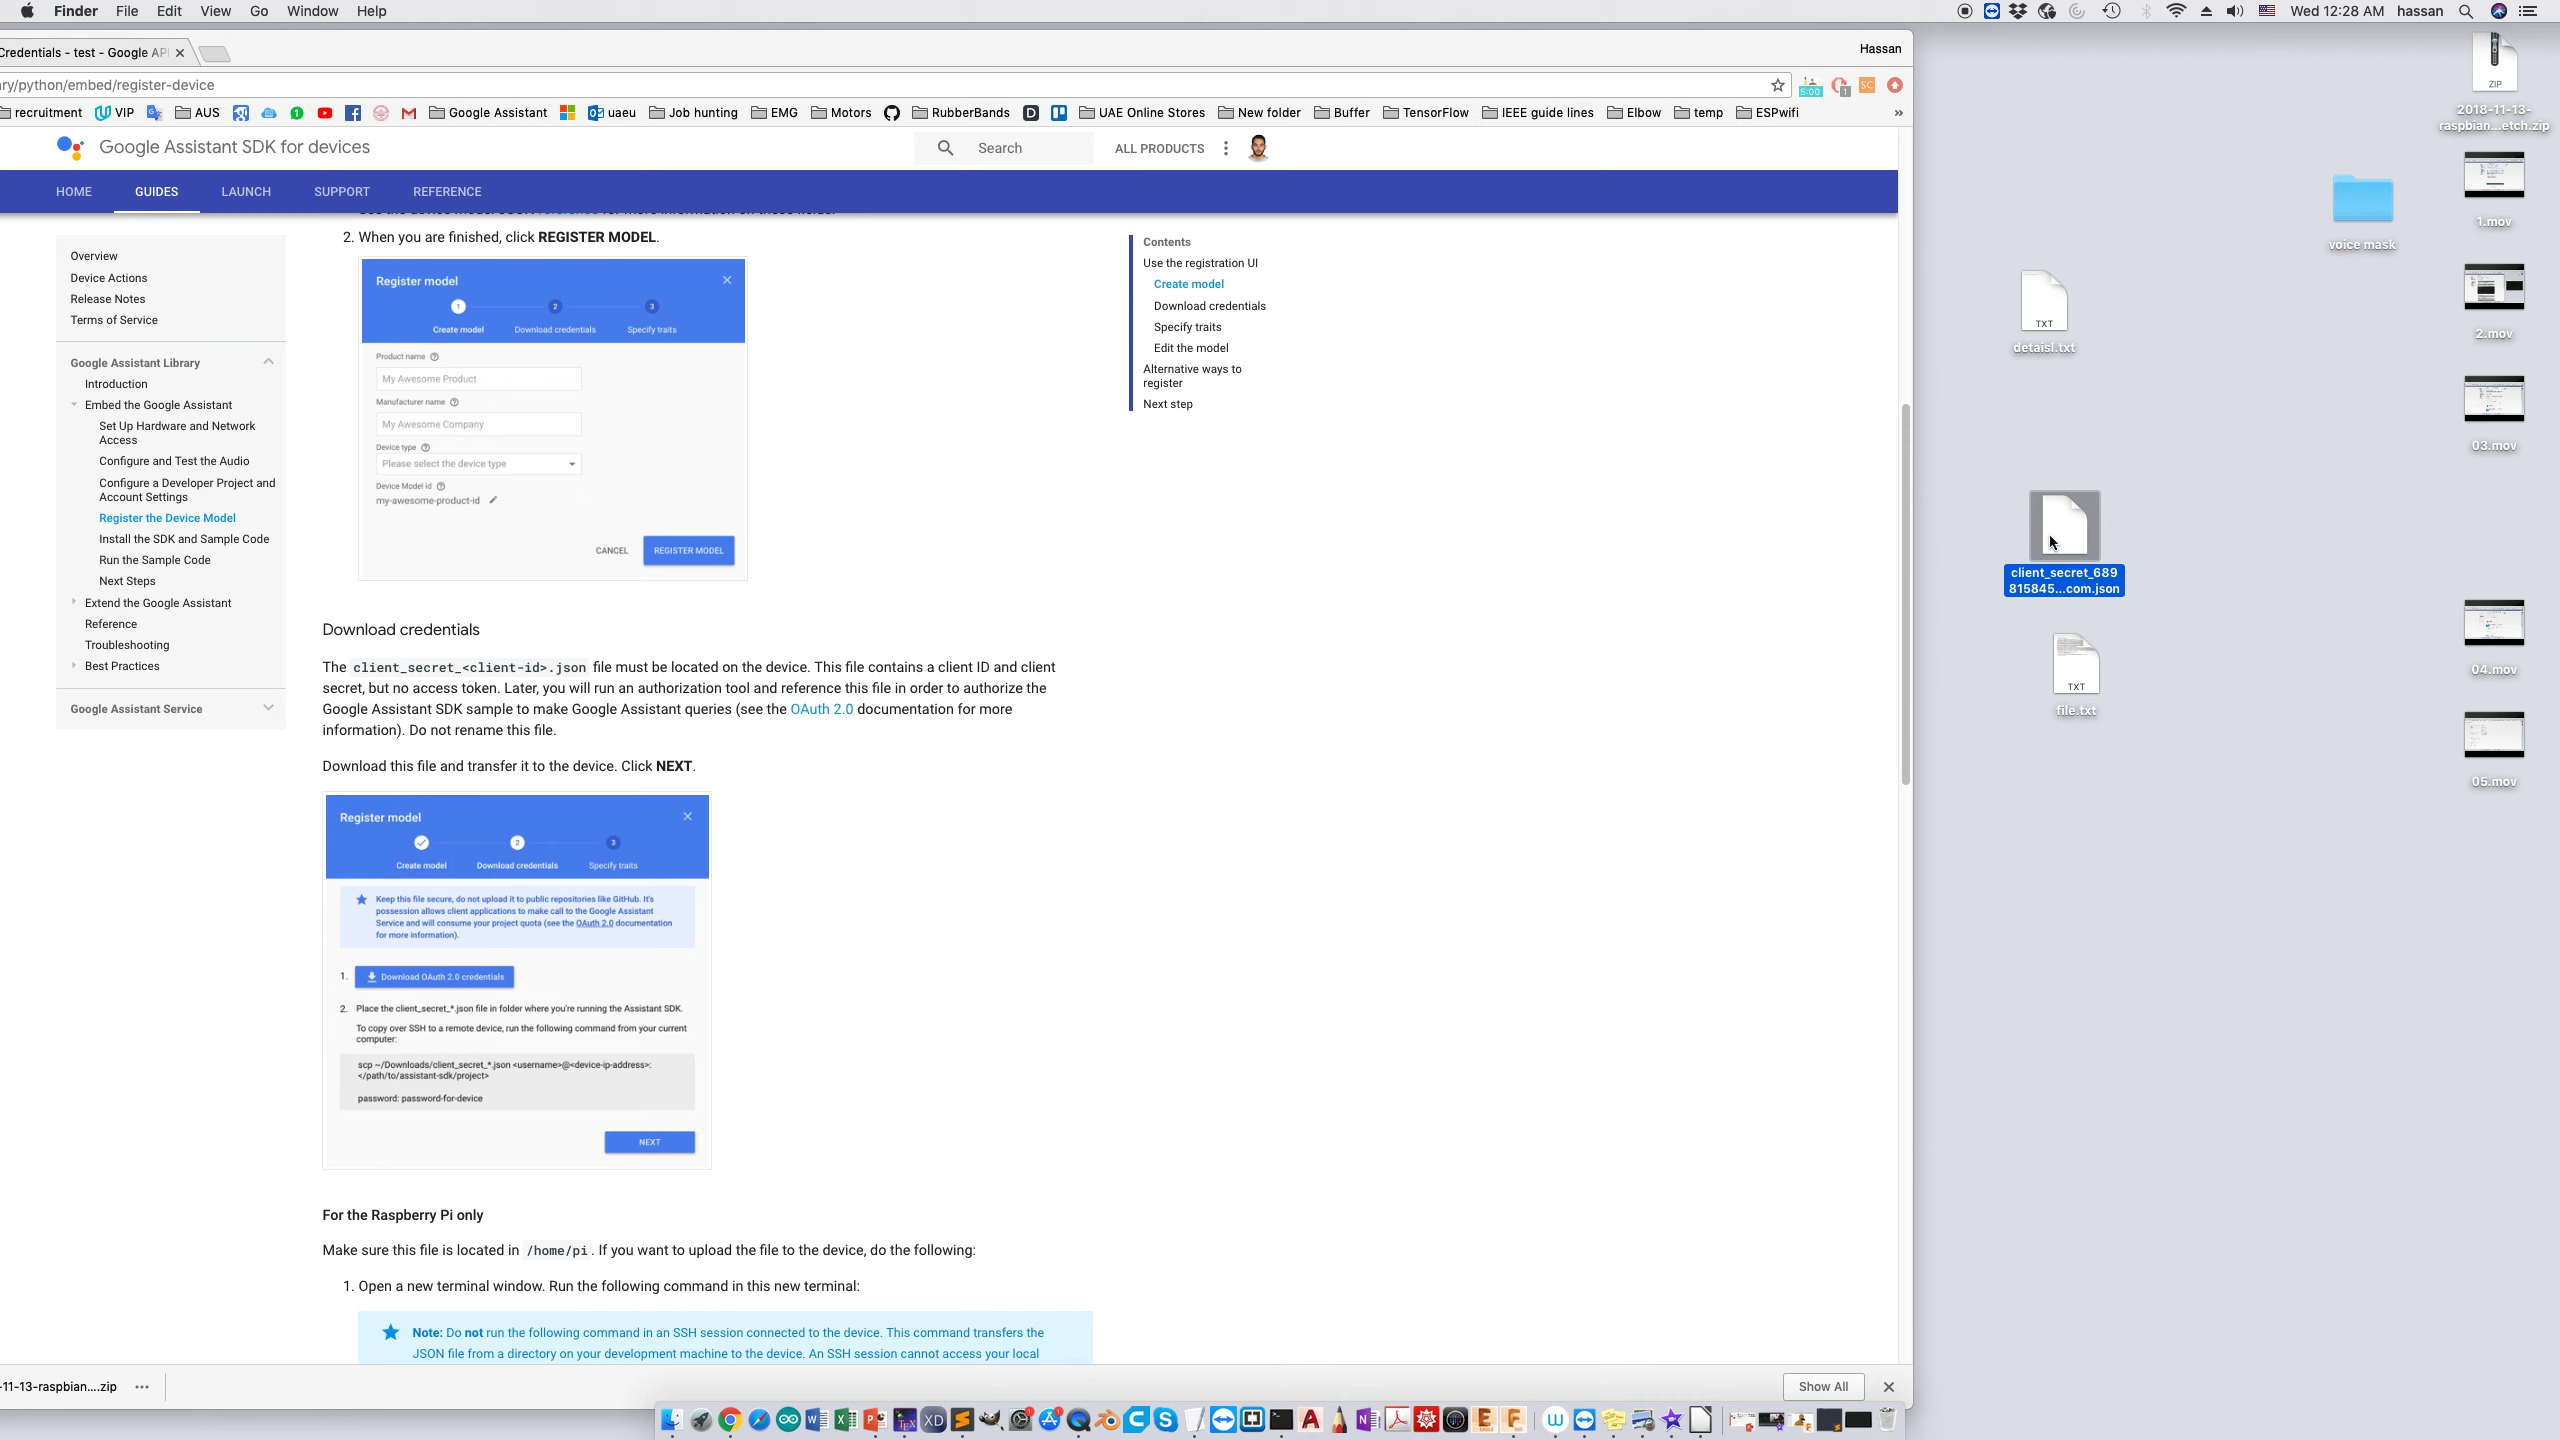 Finder File Edit View Go Window Help
Wed 12:28 AM hassan
Credentials - test - Google AP
Hassan
ry/python/embed/register-device
5:00 1 SC
recruitment VIP AUS Google Assistant uaeu Job hunting EMG Motors RubberBands UAE Online Stores New folder Buffer TensorFlow IEEE guide lines Elbow temp ESPwifi »
Google Assistant SDK for devices
Search
ALL PRODUCTS
HOME GUIDES LAUNCH SUPPORT REFERENCE
Overview
Device Actions
Release Notes
Terms of Service
Google Assistant Library
Introduction
Embed the Google Assistant
Set Up Hardware and Network
Access
Configure and Test the Audio
Configure a Developer Project and
Account Settings
Register the Device Model
Install the SDK and Sample Code
Run the Sample Code
Next Steps
Extend the Google Assistant
Reference
Troubleshooting
Best Practices
Google Assistant Service
2. When you are finished, click REGISTER MODEL.
Register model
1 2 3
Create model Download credentials Specify traits
Product name
My Awesome Product
Manufacturer name
My Awesome Company
Device type
Please select the device type
Device Model id
my-awesome-product-id
CANCEL REGISTER MODEL
Download credentials
The client_secret_<client-id>.json file must be located on the device. This file contains a client ID and client
secret, but no access token. Later, you will run an authorization tool and reference this file in order to authorize the
Google Assistant SDK sample to make Google Assistant queries (see the OAuth 2.0 documentation for more
information). Do not rename this file.
Download this file and transfer it to the device. Click NEXT.
Register model
2 3
Create model Download credentials Specify traits
Keep this file secure, do not upload it to public repositories like GitHub. It's
possession allows client applications to make call to the Google Assistant
Service and will consume your project quota (see the OAuth 2.0 documentation
for more information).
1. Download OAuth 2.0 credentials
2. Place the client_secret_*.json file in folder where you're running the Assistant SDK.
To copy over SSH to a remote device, run the following command from your current
computer:
scp ~/Downloads/client_secret_*.json <username>@<device-ip-address>:
</path/to/assistant-sdk/project>
password: password-for-device
NEXT
For the Raspberry Pi only
Make sure this file is located in /home/pi. If you want to upload the file to the device, do the following:
1. Open a new terminal window. Run the following command in this new terminal:
Note: Do not run the following command in an SSH session connected to the device. This command transfers the
JSON file from a directory on your development machine to the device. An SSH session cannot access your local
Contents
Use the registration UI
Create model
Download credentials
Specify traits
Edit the model
Alternative ways to
register
Next step
-11-13-raspbian....zip
Show All
ZIP
2018-11-13-
raspbian...etch.zip
1.mov
voice mask
2.mov
TXT
detaisl.txt
03.mov
client_secret_689
815845...com.json
04.mov
TXT
file.txt
05.mov